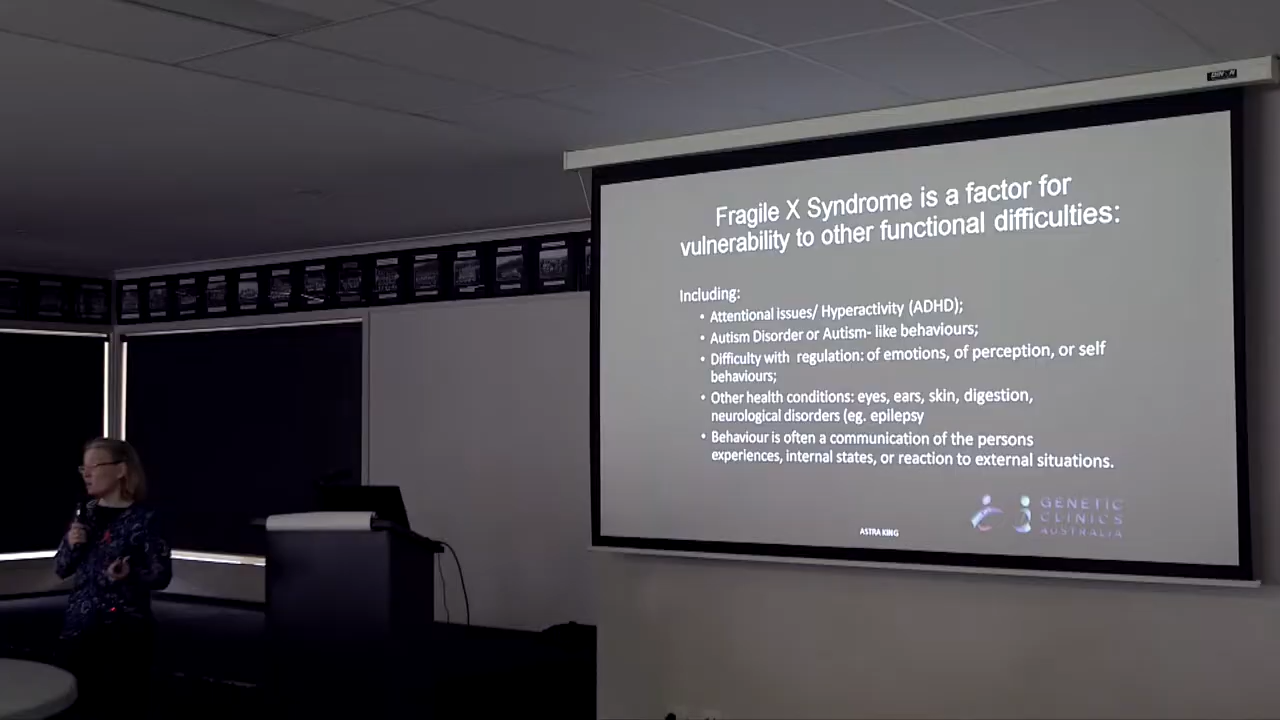 Fragile X Syndrome is a factor for
vulnerability to other functional difficulties:
Including:
• Attentional issues/ Hyperactivity (ADHD);
• Autism Disorder or Autism- like behaviours;
• Difficulty with regulation: of emotions, of perception, or self
behaviours;
• Other health conditions: eyes, ears, skin, digestion,
neurological disorders (eg. epilepsy
• Behaviour is often a communication of the persons
experiences, internal states, or reaction to external situations.
ASTRA KING
GENETIC
CLINICS
AUSTRALIA